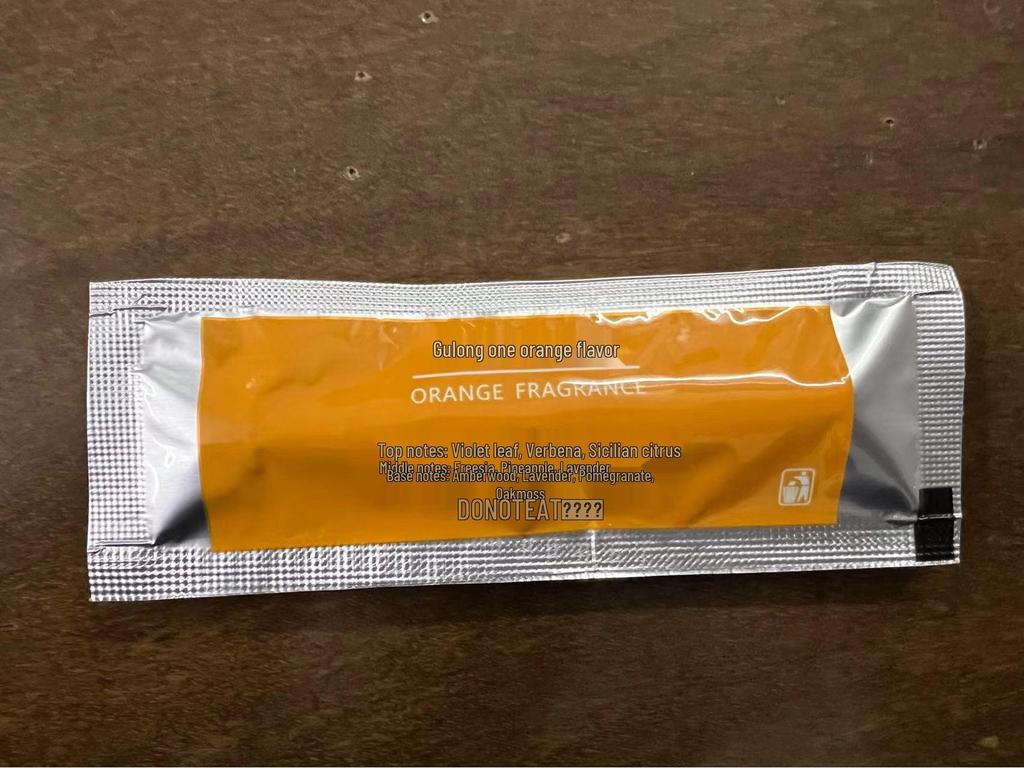 Gulong one orange flavor
ORANGE FRAGRANCE
Top notes: Violet leaf, Verbena, Sicilian citrus
Middle notes: Freesia, Pineapple, Lavender
Base notes: Amberwood, Lavender, Pomegranate,
Oakmoss
DONOTEAT????